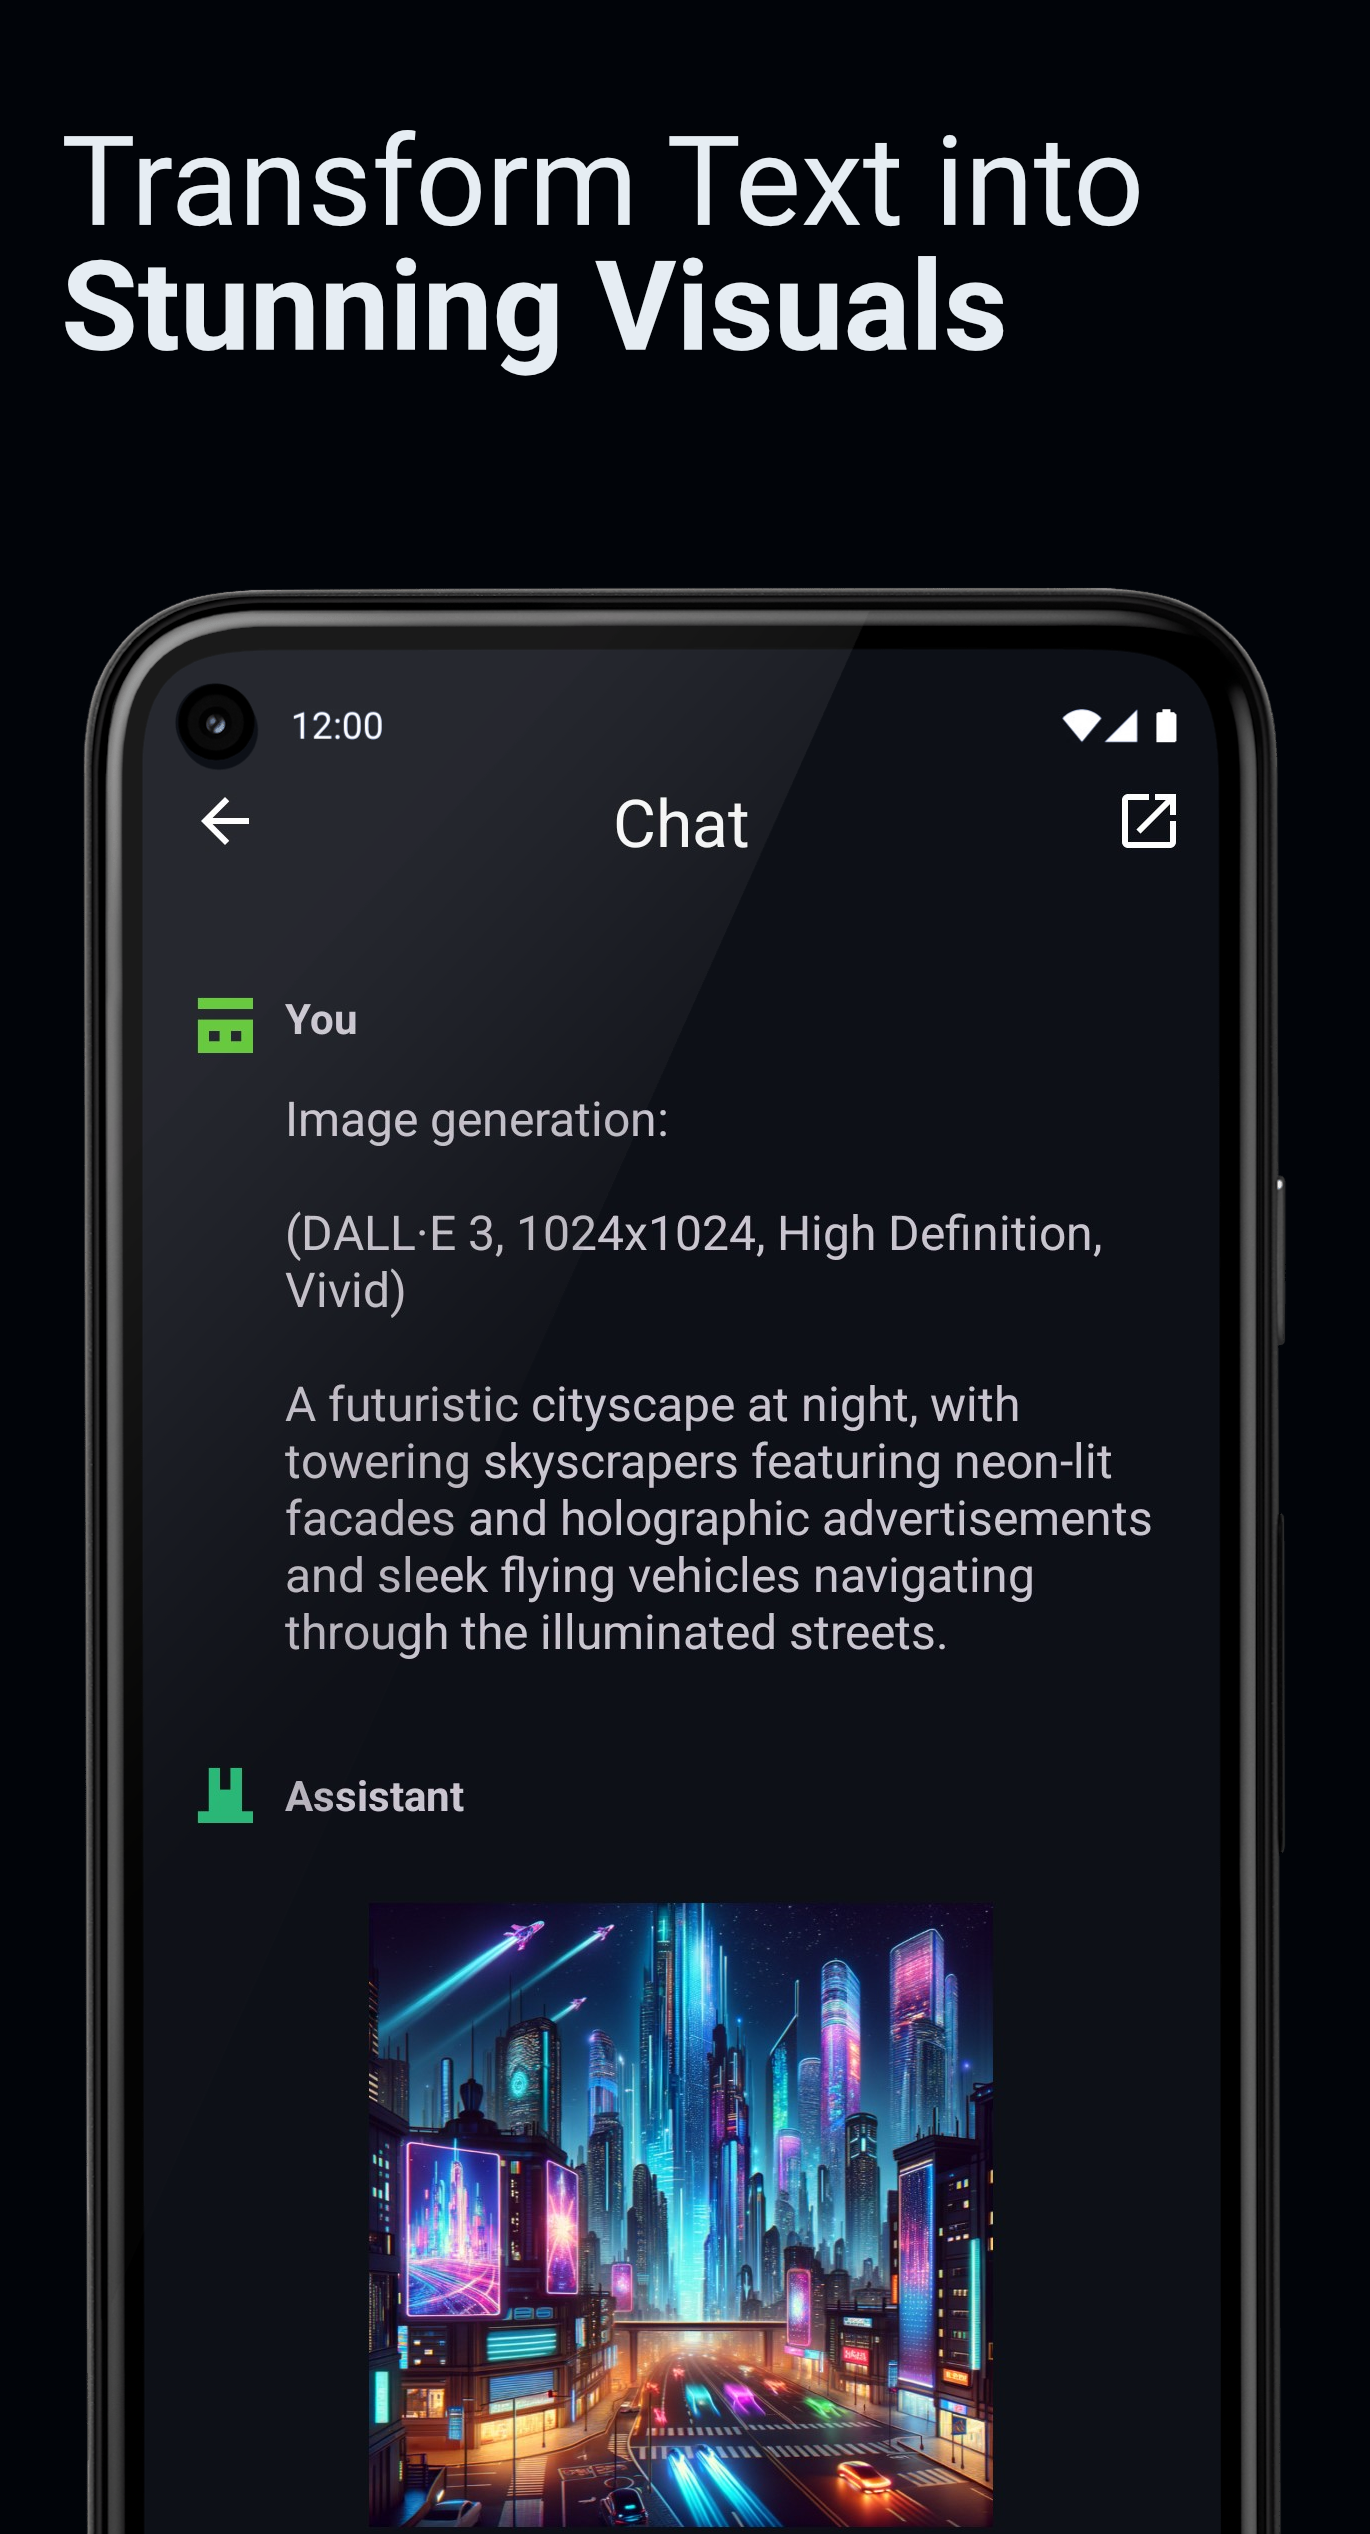 Transform Text into
Stunning Visuals
12:00
Chat
You
Image generation:
(DALL·E 3, 1024x1024, High Definition,
Vivid)
A futuristic cityscape at night, with
towering skyscrapers featuring neon-lit
facades and holographic advertisements
and sleek flying vehicles navigating
through the illuminated streets.
Assistant